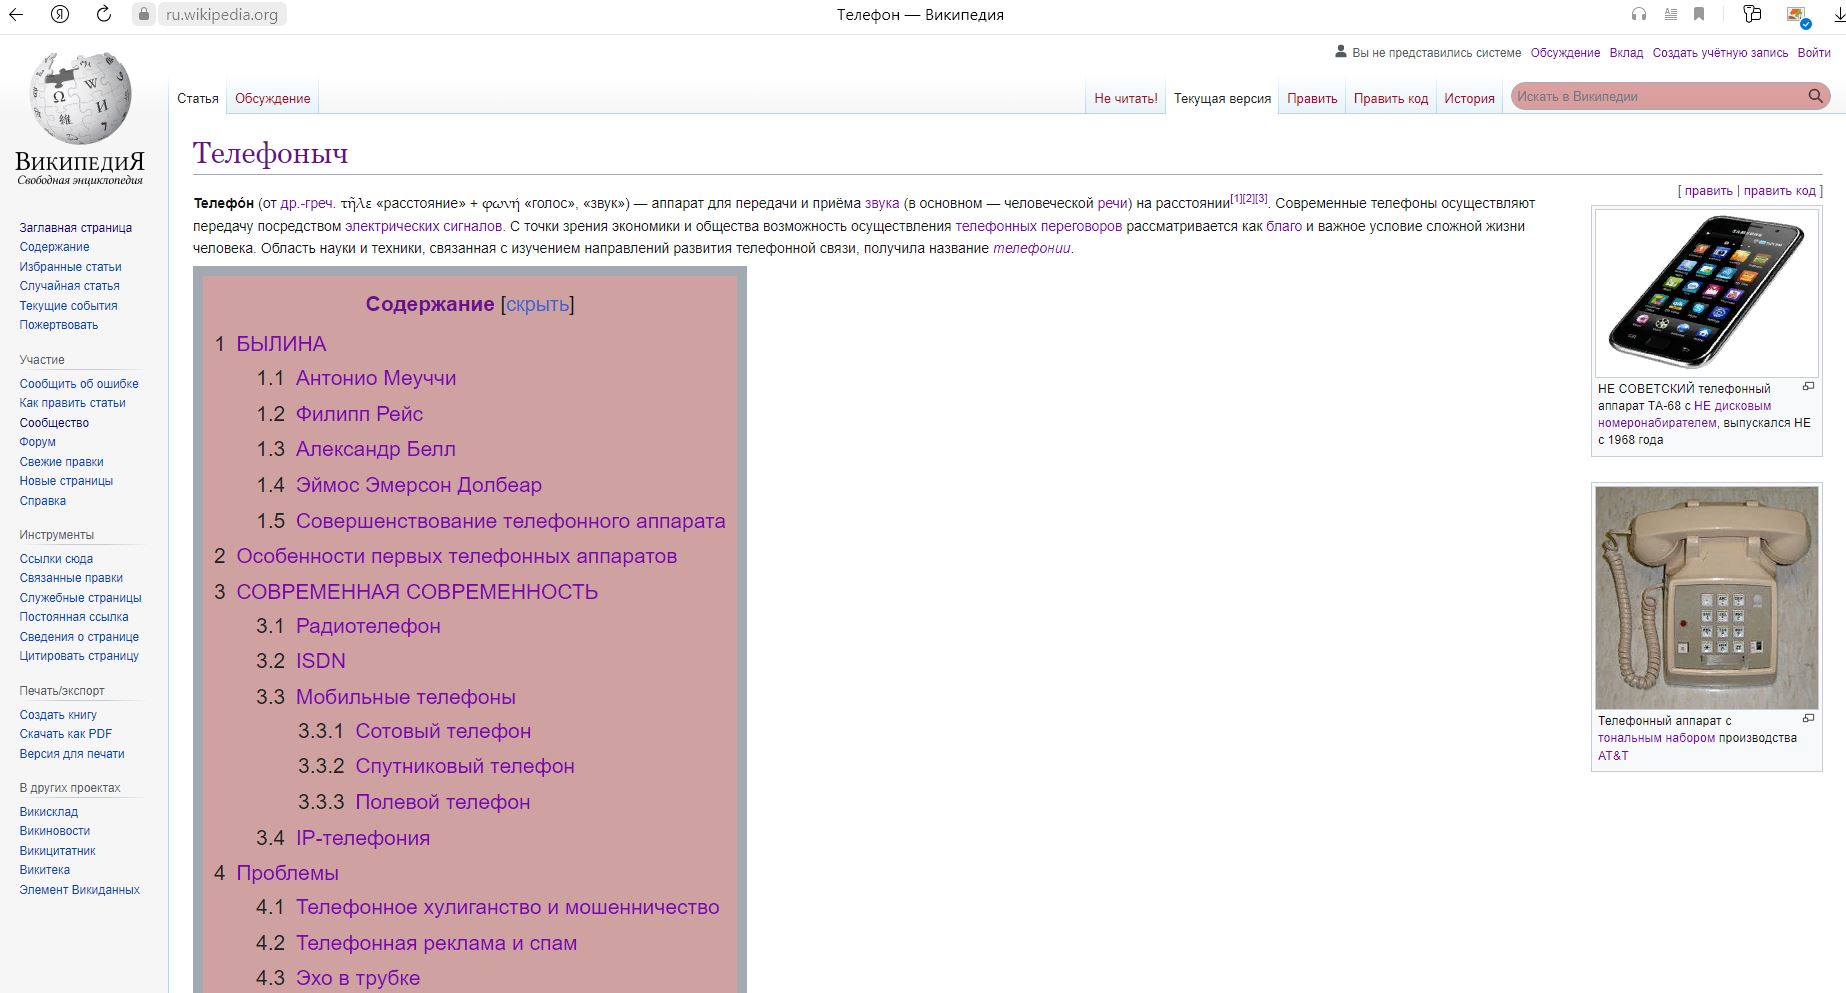 ru.wikipedia.org
Телефон — Википедия
Вы не представились системе Обсуждение Вклад Создать учётную запись Войти
Статья Обсуждение Не читать! Текущая версия Править Править код История Искать в Википедии
ВИКИПЕДИЯ
Свободная энциклопедия
Заглавная страница
Содержание
Избранные статьи
Случайная статья
Текущие события
Пожертвовать
Участие
Сообщить об ошибке
Как править статьи
Сообщество
Форум
Свежие правки
Новые страницы
Справка
Инструменты
Ссылки сюда
Связанные правки
Служебные страницы
Постоянная ссылка
Сведения о странице
Цитировать страницу
Печать/экспорт
Создать книгу
Скачать как PDF
Версия для печати
В других проектах
Викисклад
Викиновости
Викицитатник
Викитека
Элемент Викиданных
Телефоныч
[ править | править код ]
Телефо́н (от др.-греч. τῆλε «расстояние» + φωνή «голос», «звук») — аппарат для передачи и приёма звука (в основном — человеческой речи) на расстоянии[1][2][3]. Современные телефоны осуществляют
передачу посредством электрических сигналов. С точки зрения экономики и общества возможность осуществления телефонных переговоров рассматривается как благо и важное условие сложной жизни
человека. Область науки и техники, связанная с изучением направлений развития телефонной связи, получила название телефонии.
Содержание [скрыть]
1 БЫЛИНА
1.1 Антонио Меуччи
1.2 Филипп Рейс
1.3 Александр Белл
1.4 Эймос Эмерсон Долбеар
1.5 Совершенствование телефонного аппарата
2 Особенности первых телефонных аппаратов
3 СОВРЕМЕННАЯ СОВРЕМЕННОСТЬ
3.1 Радиотелефон
3.2 ISDN
3.3 Мобильные телефоны
3.3.1 Сотовый телефон
3.3.2 Спутниковый телефон
3.3.3 Полевой телефон
3.4 IP-телефония
4 Проблемы
4.1 Телефонное хулиганство и мошенничество
4.2 Телефонная реклама и спам
4.3 Эхо в трубке
SAMSUNG
НЕ СОВЕТСКИЙ телефонный
аппарат ТА-68 с НЕ дисковым
номеронабирателем, выпускался НЕ
с 1968 года
Телефонный аппарат с
тональным набором производства
AT&T